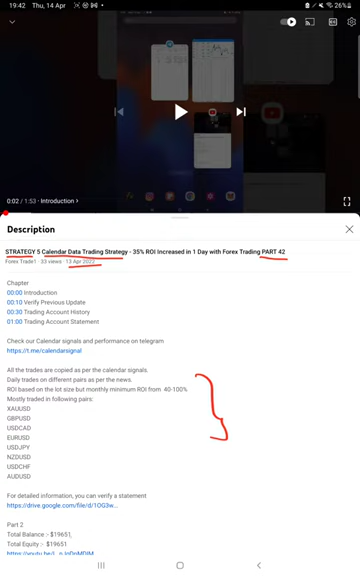 19:42 Thu, 14 Apr
26%
CC
0:02 / 1:53 · Introduction >
Description
STRATEGY 5 Calendar Data Trading Strategy - 35% ROI Increased in 1 Day with Forex Trading PART 42
Forex Trade1 · 33 views · 13 Apr 2022
Chapter
00:00 Introduction
00:10 Verify Previous Update
00:30 Trading Account History
01:00 Trading Account Statement
Check our Calendar signals and performance on telegram
https://t.me/calendarsignal
All the trades are copied as per the calendar signals.
Daily trades on different pairs as per the news.
ROI based on the lot size but monthly minimum ROI from 40-100%
Mostly traded in following pairs:
XAUUSD
GBPUSD
USDCAD
EURUSD
USDJPY
NZDUSD
USDCHF
AUDUSD
For detailed information, you can verify a statement
https://drive.google.com/file/d/1OG3w...
Part 2
Total Balance :- $19651,
Total Equity :- $19651